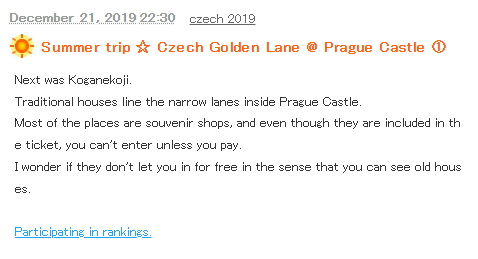 December 21, 2019 22:30 czech 2019
Summer trip ☆ Czech Golden Lane @ Prague Castle ①
Next was Koganekoji.
Traditional houses line the narrow lanes inside Prague Castle.
Most of the places are souvenir shops, and even though they are included in th
e ticket, you can't enter unless you pay.
I wonder if they don't let you in for free in the sense that you can see old hous
es.
Participating in rankings.